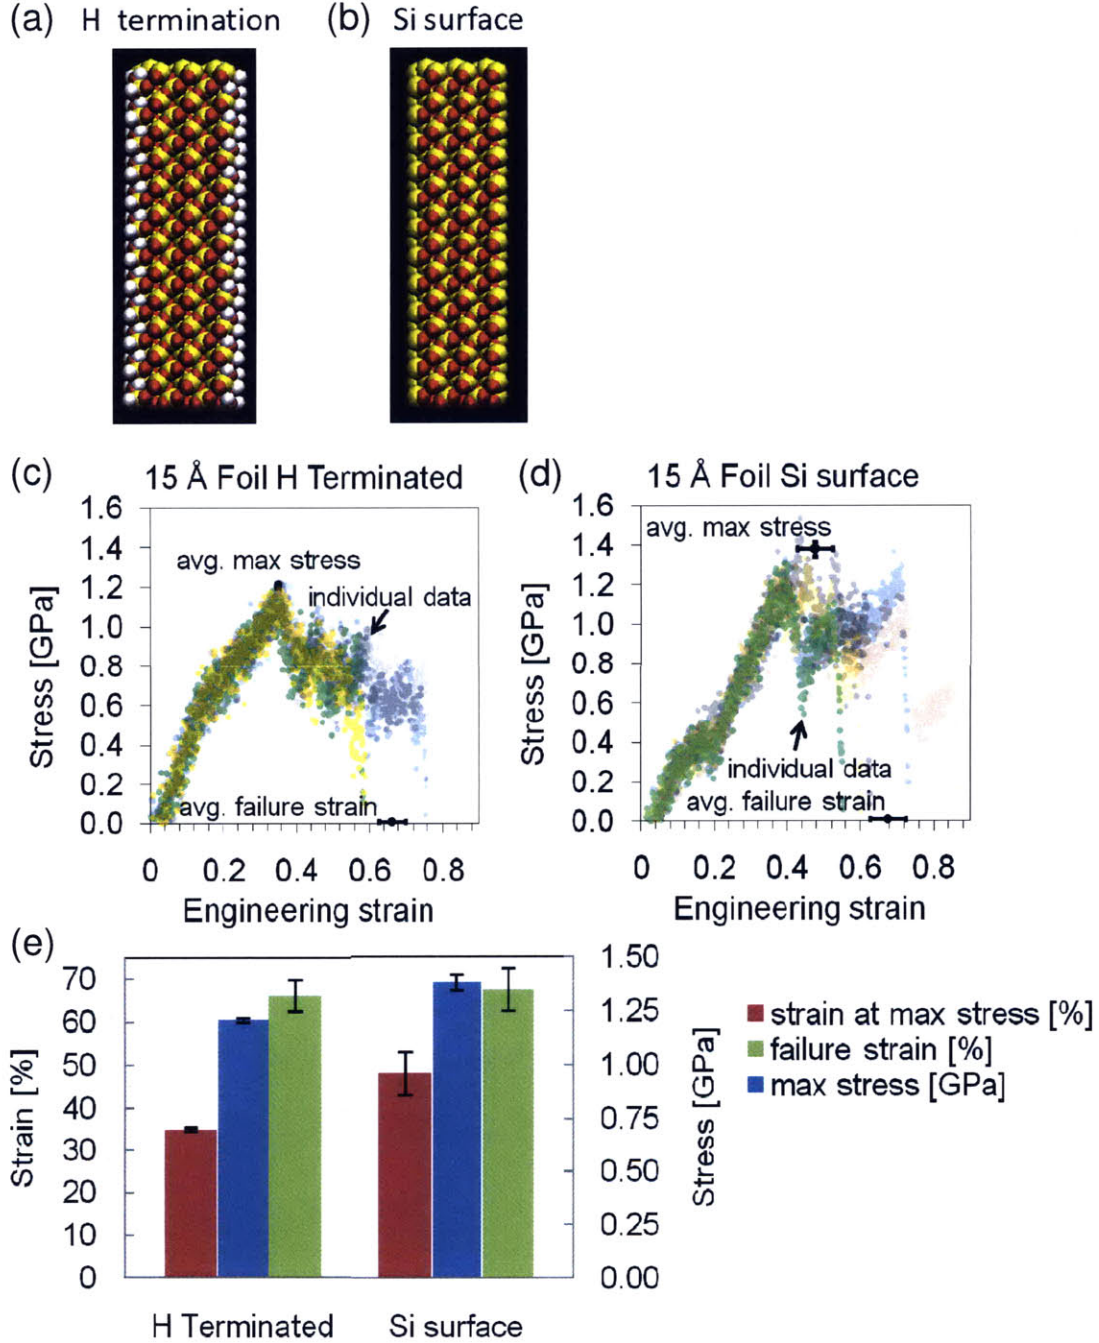 (a) H termination (b) Si surface
(c) 15 Å Foil H Terminated
Stress [GPa]
1.6
1.4
1.2
1.0
0.8
0.6
0.4
0.2
0.0
avg. max stress
individual data
avg. failure strain
0 0.2 0.4 0.6 0.8
Engineering strain
(d) 15 Å Foil Si surface
Stress [GPa]
1.6
1.4
1.2
1.0
0.8
0.6
0.4
0.2
0.0
avg. max stress
individual data
avg. failure strain
0 0.2 0.4 0.6 0.8
Engineering strain
(e)
Strain [%]
70
60
50
40
30
20
10
0
1.50
1.25
1.00
0.75
0.50
0.25
0.00
Stress [GPa]
H Terminated Si surface
strain at max stress [%]
failure strain [%]
max stress [GPa]